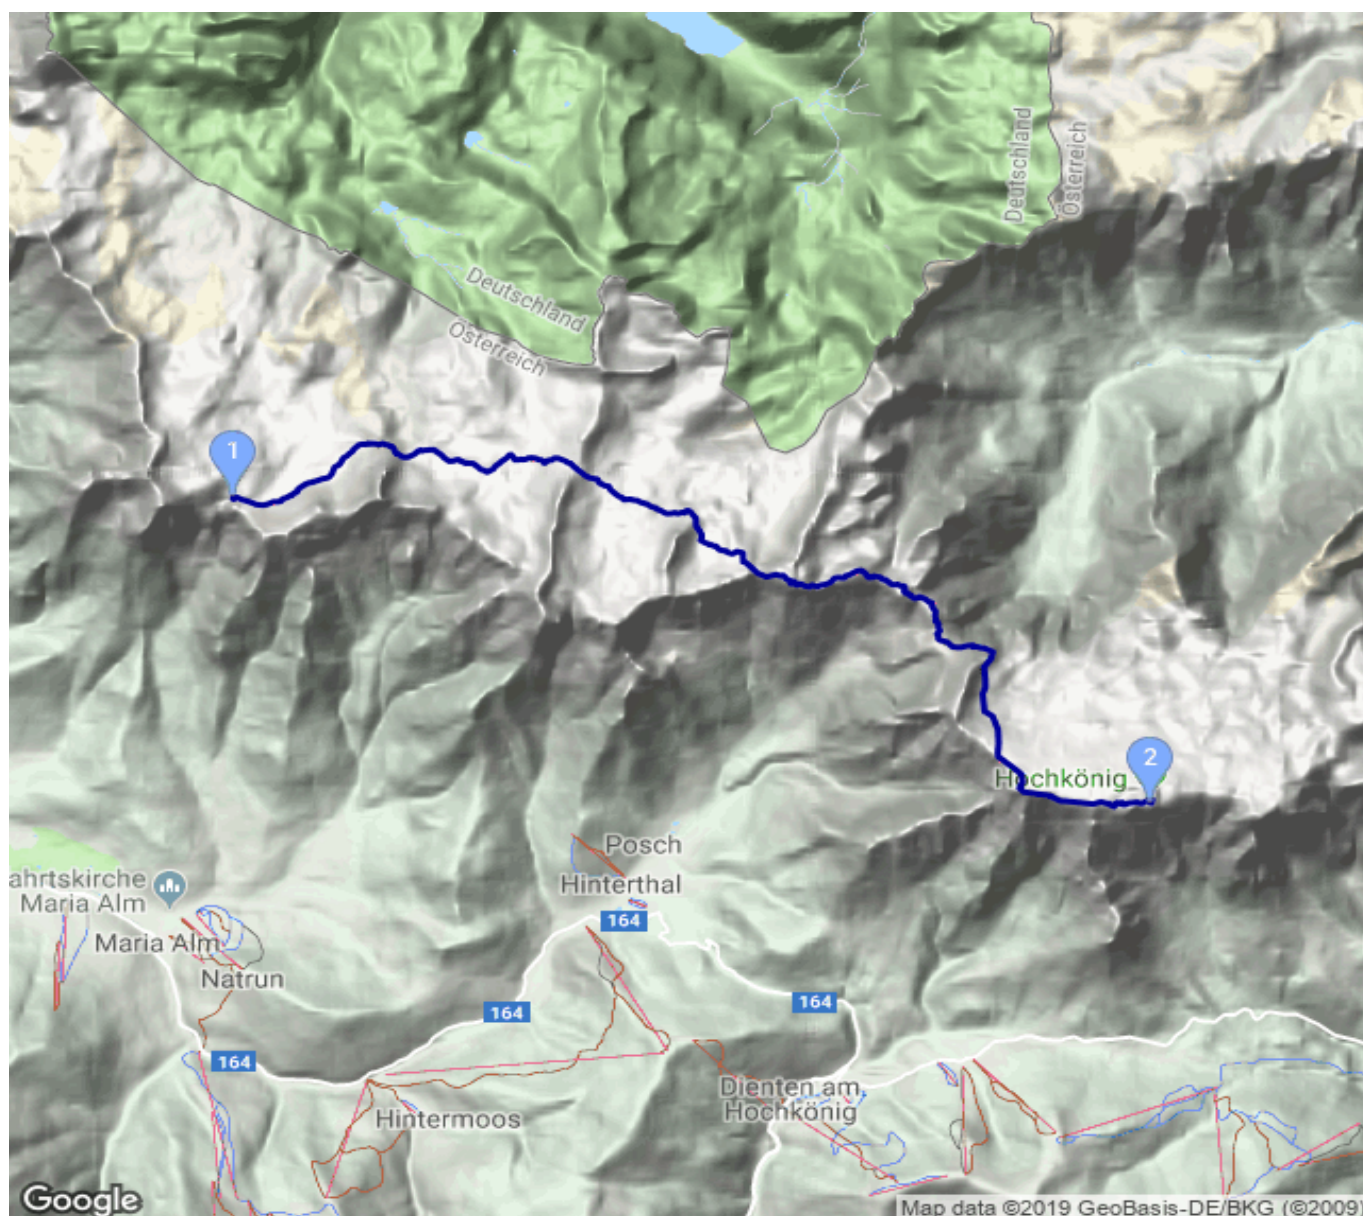 Deutschland
Österreich
Deutschland
Österreich
1
2
Hochkönig
Posch
Hinterthal
ahrtskirche
Maria Alm
164
Maria Alm
Natrun
164
164
164
Dienten am
Hochkönig
Hintermoos
Google
Map data ©2019 GeoBasis-DE/BKG (©2009)